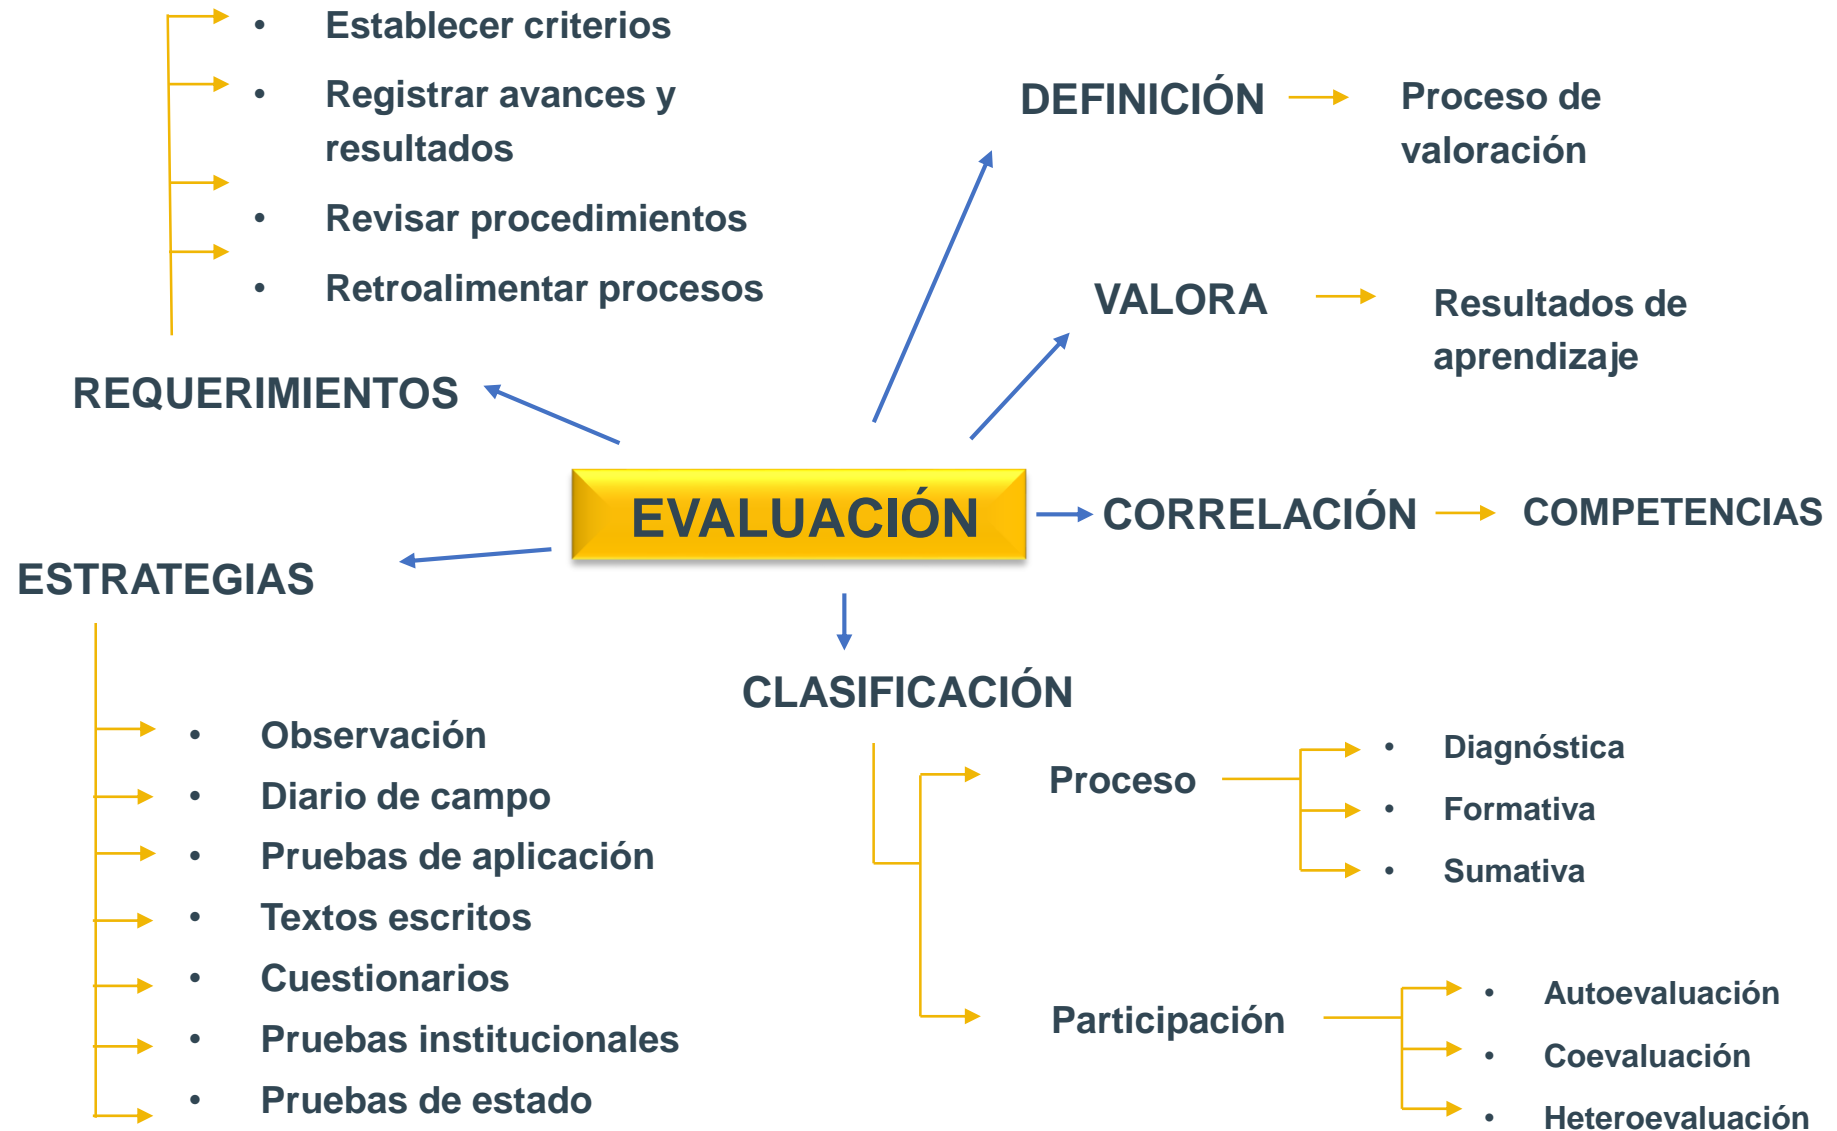 • Establecer criterios
• Registrar avances y
resultados
• Revisar procedimientos
• Retroalimentar procesos
REQUERIMIENTOS
DEFINICIÓN
Proceso de
valoración
VALORA
Resultados de
aprendizaje
EVALUACIÓN
CORRELACIÓN
COMPETENCIAS
ESTRATEGIAS
• Observación
• Diario de campo
• Pruebas de aplicación
• Textos escritos
• Cuestionarios
• Pruebas institucionales
• Pruebas de estado
CLASIFICACIÓN
Proceso
• Diagnóstica
• Formativa
• Sumativa
Participación
• Autoevaluación
• Coevaluación
• Heteroevaluación